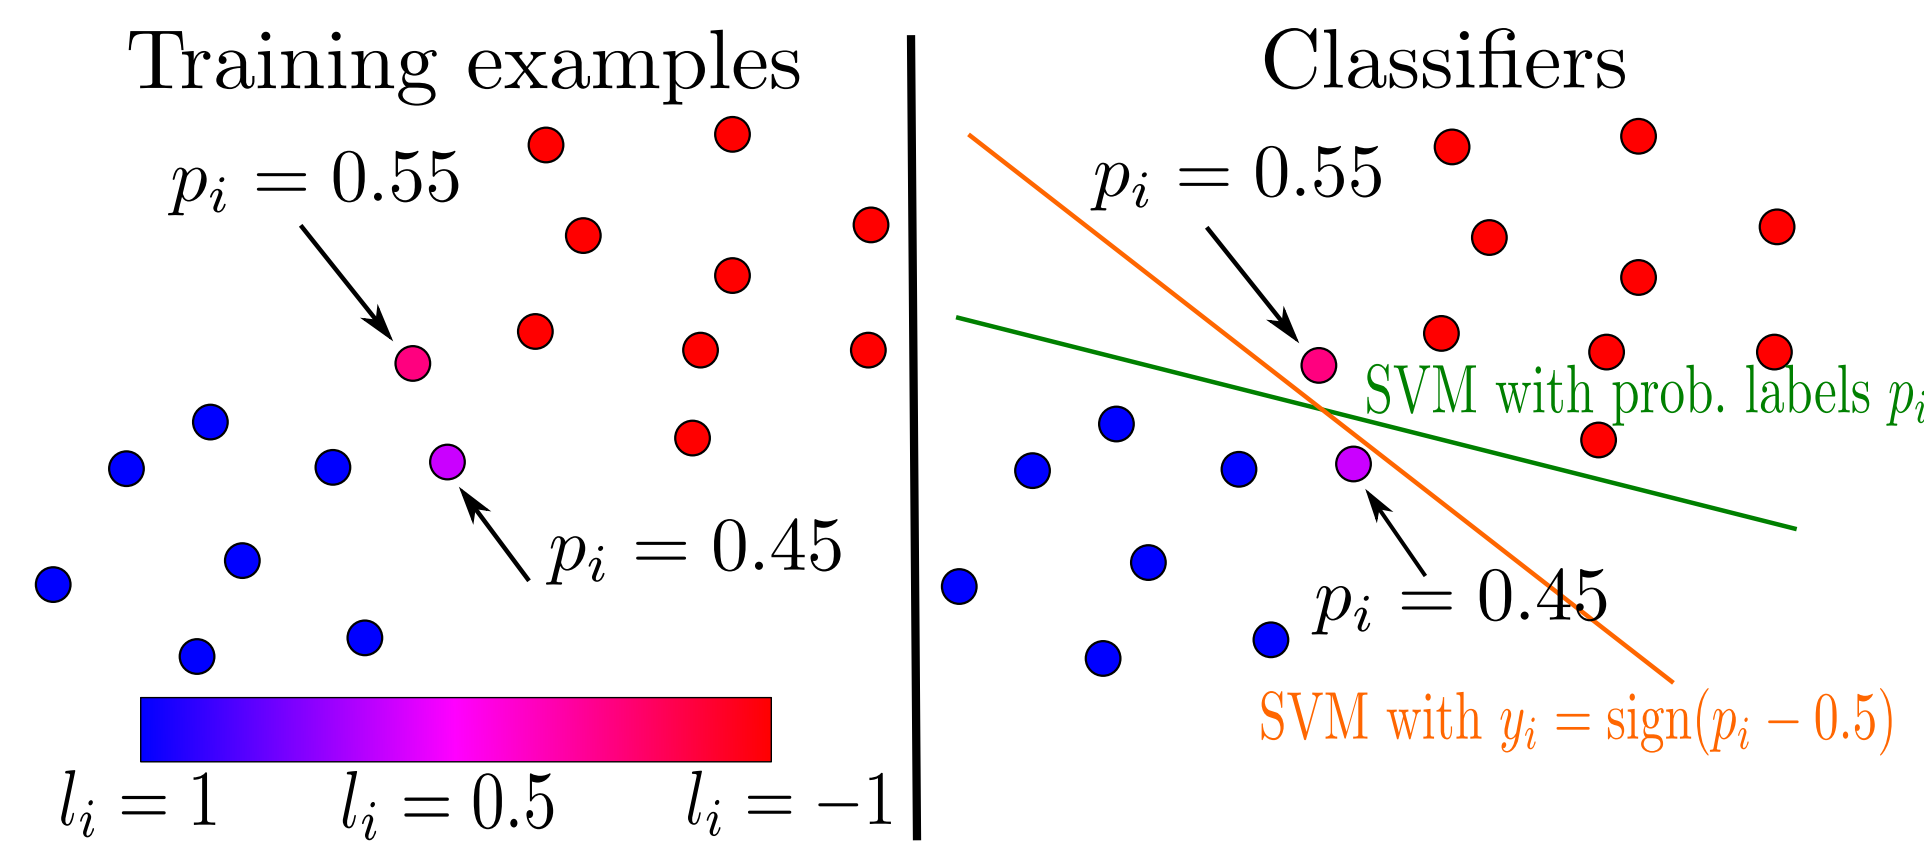 Training examples
p_i = 0.55
p_i = 0.45
l_i = 1
l_i = 0.5
l_i = −1
Classifiers
p_i = 0.55
SVM with prob. labels p_i
p_i = 0.45
SVM with y_i = sign(p_i − 0.5)